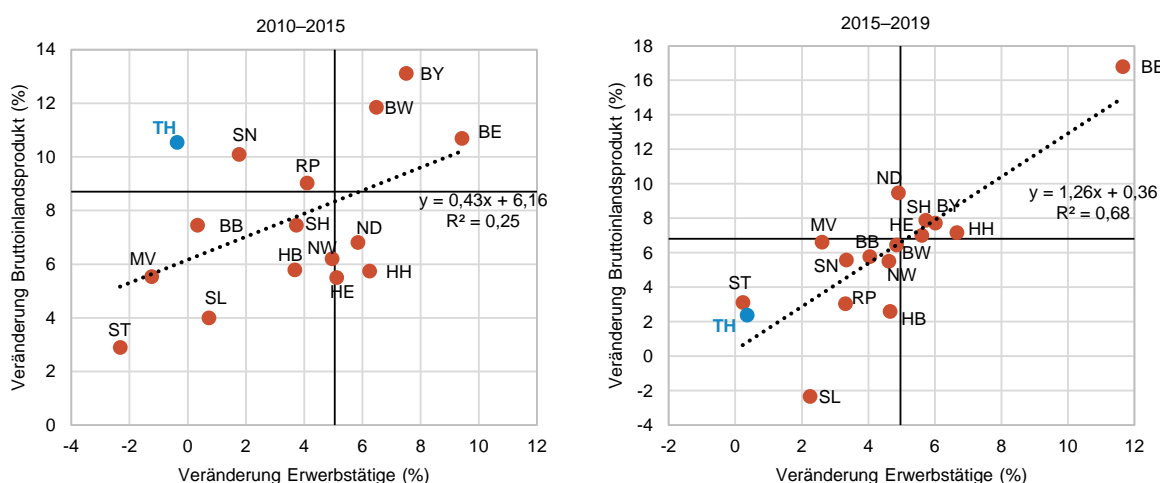 2010–2015
Veränderung Bruttoinlandsprodukt (%)
14
12
10
8
6
4
2
0
-4
-2
0
2
4
6
8
10
12
Veränderung Erwerbstätige (%)
BY
BW
BE
TH
SN
RP
y = 0,43x + 6,16
R² = 0,25
BB
SH
ND
MV
HB
NW
HH
HE
SL
ST
2015–2019
Veränderung Bruttoinlandsprodukt (%)
18
16
14
12
10
8
6
4
2
0
-2
-4
-2
0
2
4
6
8
10
12
Veränderung Erwerbstätige (%)
BE
ND
y = 1,26x + 0,36
R² = 0,68
SH
BY
MV
HE
HH
BB
BW
SN
NW
ST
RP
TH
HB
SL